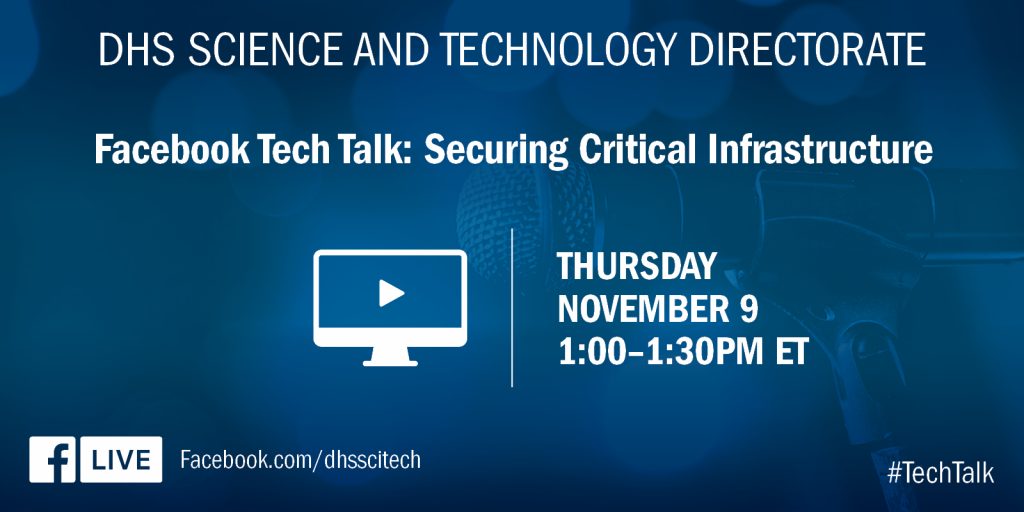 DHS SCIENCE AND TECHNOLOGY DIRECTORATE
Facebook Tech Talk: Securing Critical Infrastructure
THURSDAY
NOVEMBER 9
1:00–1:30PM ET
f LIVE
Facebook.com/dhsscitech
#TechTalk